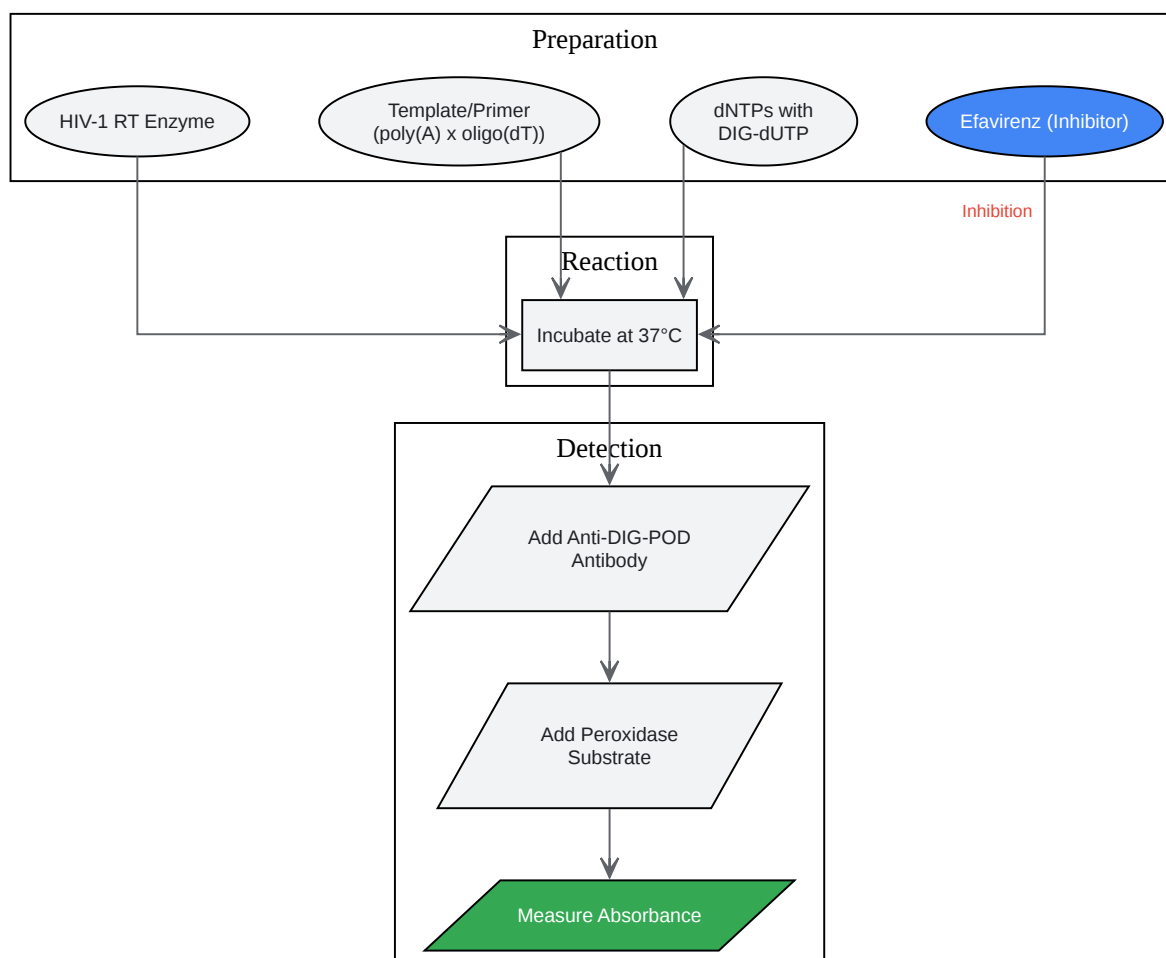 Preparation
HIV-1 RT Enzyme
Template/Primer
(poly(A) x oligo(dT))
dNTPs with
DIG-dUTP
Efavirenz (Inhibitor)
Inhibition
Reaction
Incubate at 37°C
Detection
Add Anti-DIG-POD
Antibody
Add Peroxidase
Substrate
Measure Absorbance